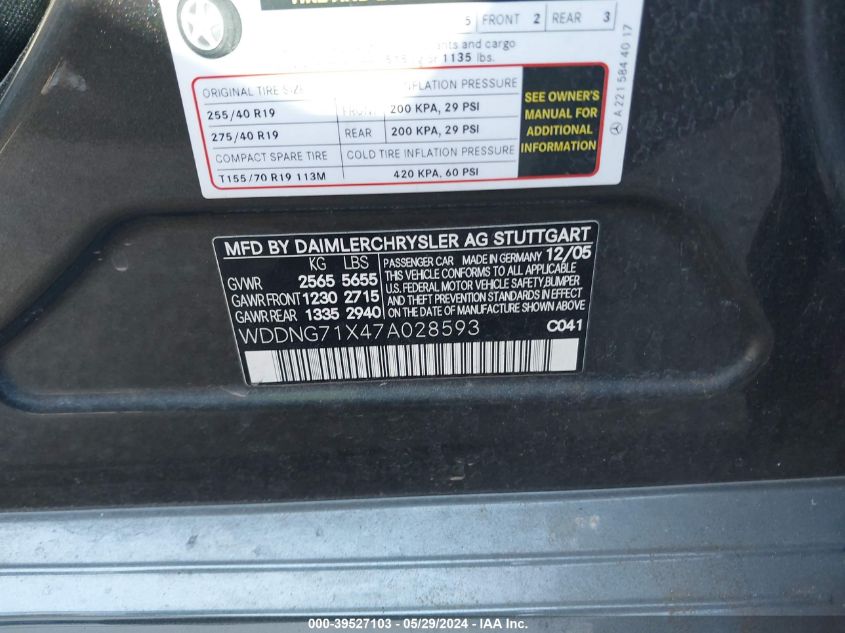 5 FRONT 2 REAR 3
nts and cargo
1135 lbs.
ORIGINAL TIRE INFLATION PRESSURE
255/40 R19 200 KPA, 29 PSI
275/40 R19 REAR 200 KPA, 29 PSI
COMPACT SPARE TIRE COLD TIRE INFLATION PRESSURE
T155/70 R19 113M 420 KPA, 60 PSI
SEE OWNER'S
MANUAL FOR
ADDITIONAL
INFORMATION
A 221 584 40 17
MFD BY DAIMLERCHRYSLER AG STUTTGART
KG LBS
GVWR 2565 5655
GAWR FRONT 1230 2715
GAWR REAR 1335 2940
PASSENGER CAR MADE IN GERMANY 12/05
THIS VEHICLE CONFORMS TO ALL APPLICABLE
U.S. FEDERAL MOTOR VEHICLE SAFETY, BUMPER
AND THEFT PREVENTION STANDARDS IN EFFECT
ON THE DATE OF MANUFACTURE SHOWN ABOVE
WDDNG71X47A028593 C041
000-39527103 - 05/29/2024 - IAAI Inc.